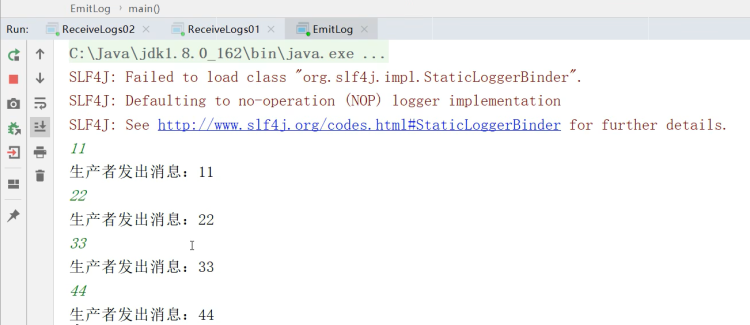 EmitLog › main()
Run: ReceiveLogs02 × ReceiveLogs01 × EmitLog ×
C:\Java\jdk1.8.0_162\bin\java.exe ...
SLF4J: Failed to load class "org.slf4j.impl.StaticLoggerBinder".
SLF4J: Defaulting to no-operation (NOP) logger implementation
SLF4J: See http://www.slf4j.org/codes.html#StaticLoggerBinder for further details.
11
生产者发出消息：11
22
生产者发出消息：22
33
生产者发出消息：33
44
生产者发出消息：44